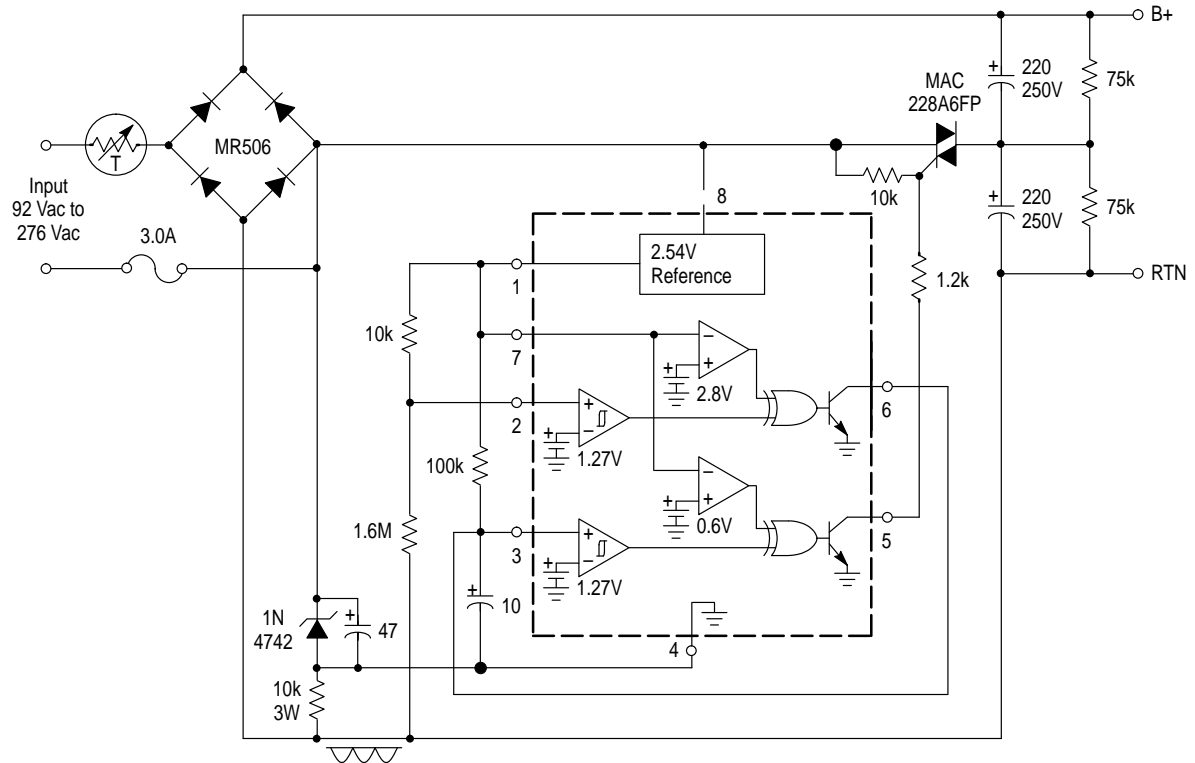 B+
220
250V
75k
MAC
228A6FP
MR506
T
Input
92 Vac to
276 Vac
3.0A
10k
8
220
250V
75k
2.54V
Reference
1
1.2k
RTN
10k
7
–
+
2.8V
+
6
2
+
–
1.27V
+
100k
–
+
0.6V
+
1.6M
3
+
–
1.27V
+
5
1N
4742
+
47
+
10
4
10k
3W